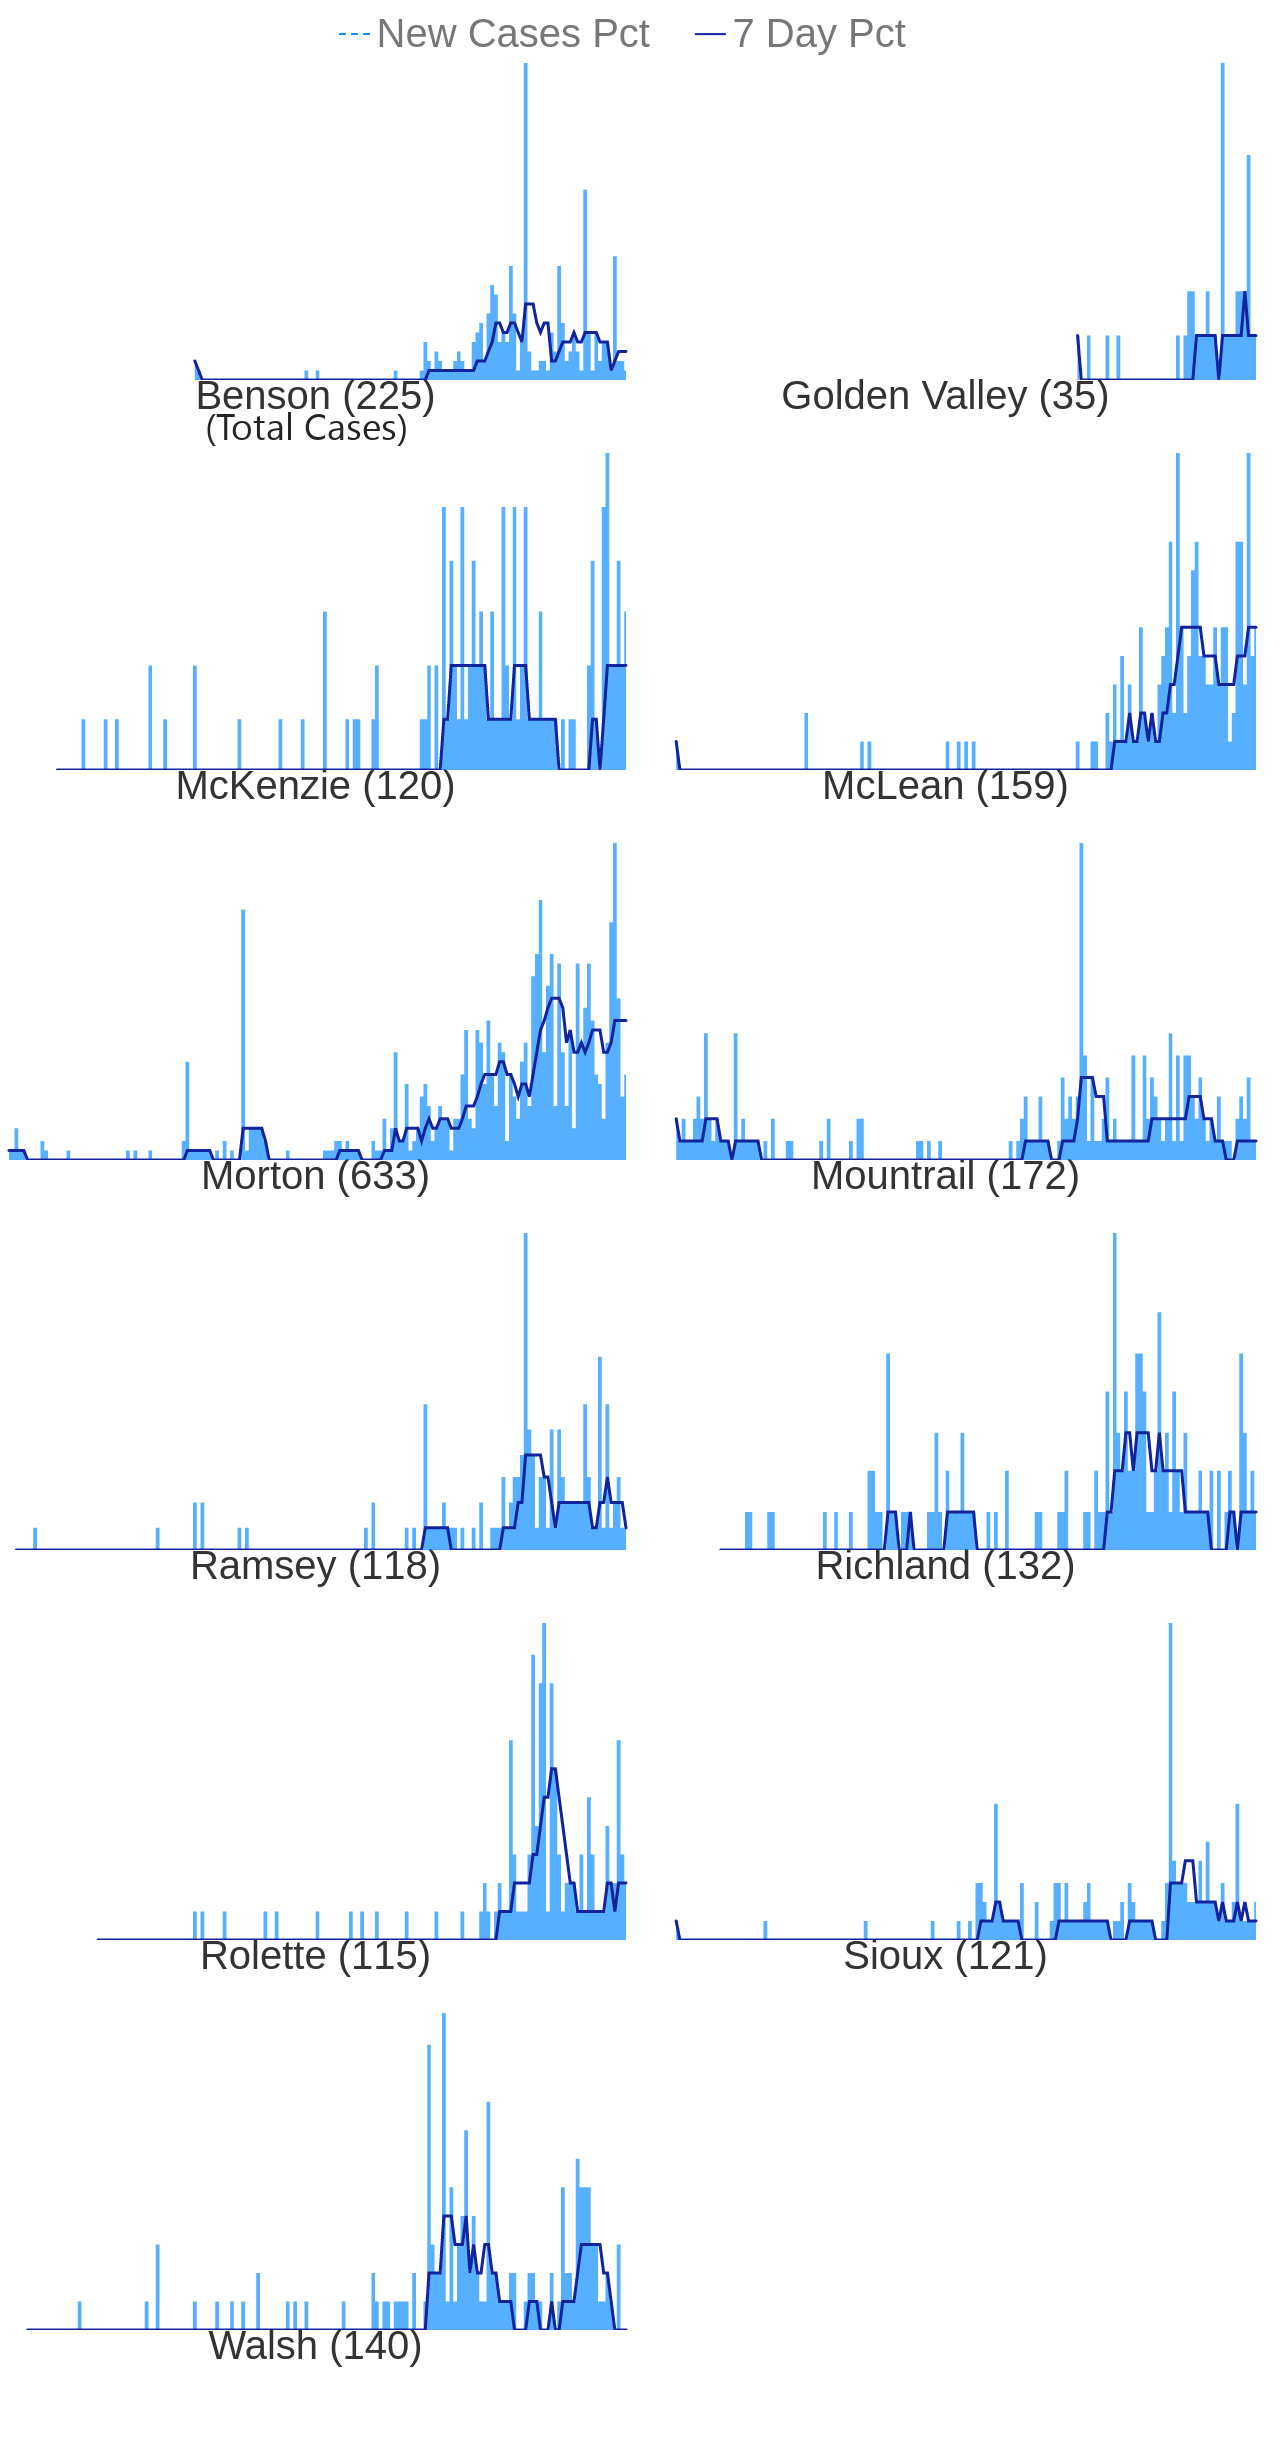 New Cases Pct 7 Day Pct
Benson (225) Golden Valley (35)
(Total Cases)
McKenzie (120) McLean (159)
Morton (633) Mountrail (172)
Ramsey (118) Richland (132)
Rolette (115) Sioux (121)
Walsh (140)